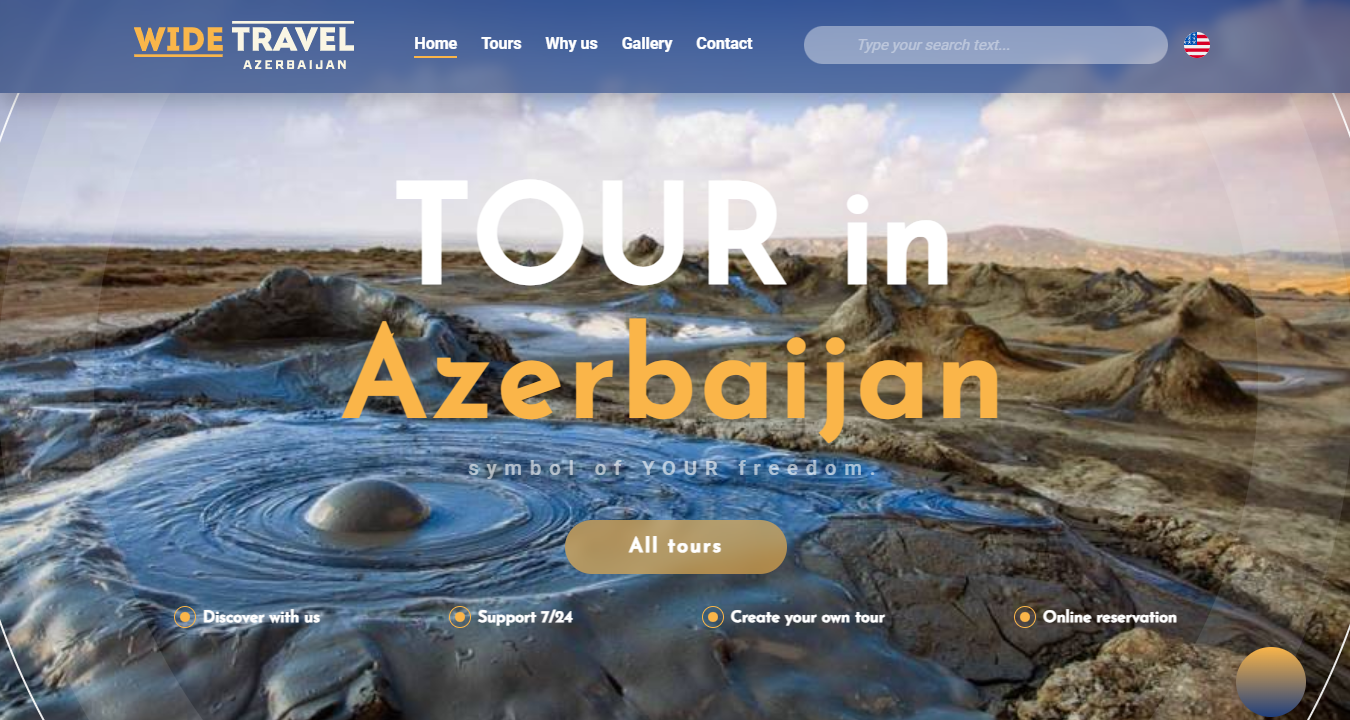 WIDE TRAVEL
AZERBAIJAN
Home Tours Why us Gallery Contact
Type your search text...
TOUR in
Azerbaijan
symbol of YOUR freedom.
All tours
Discover with us Support 7/24 Create your own tour Online reservation